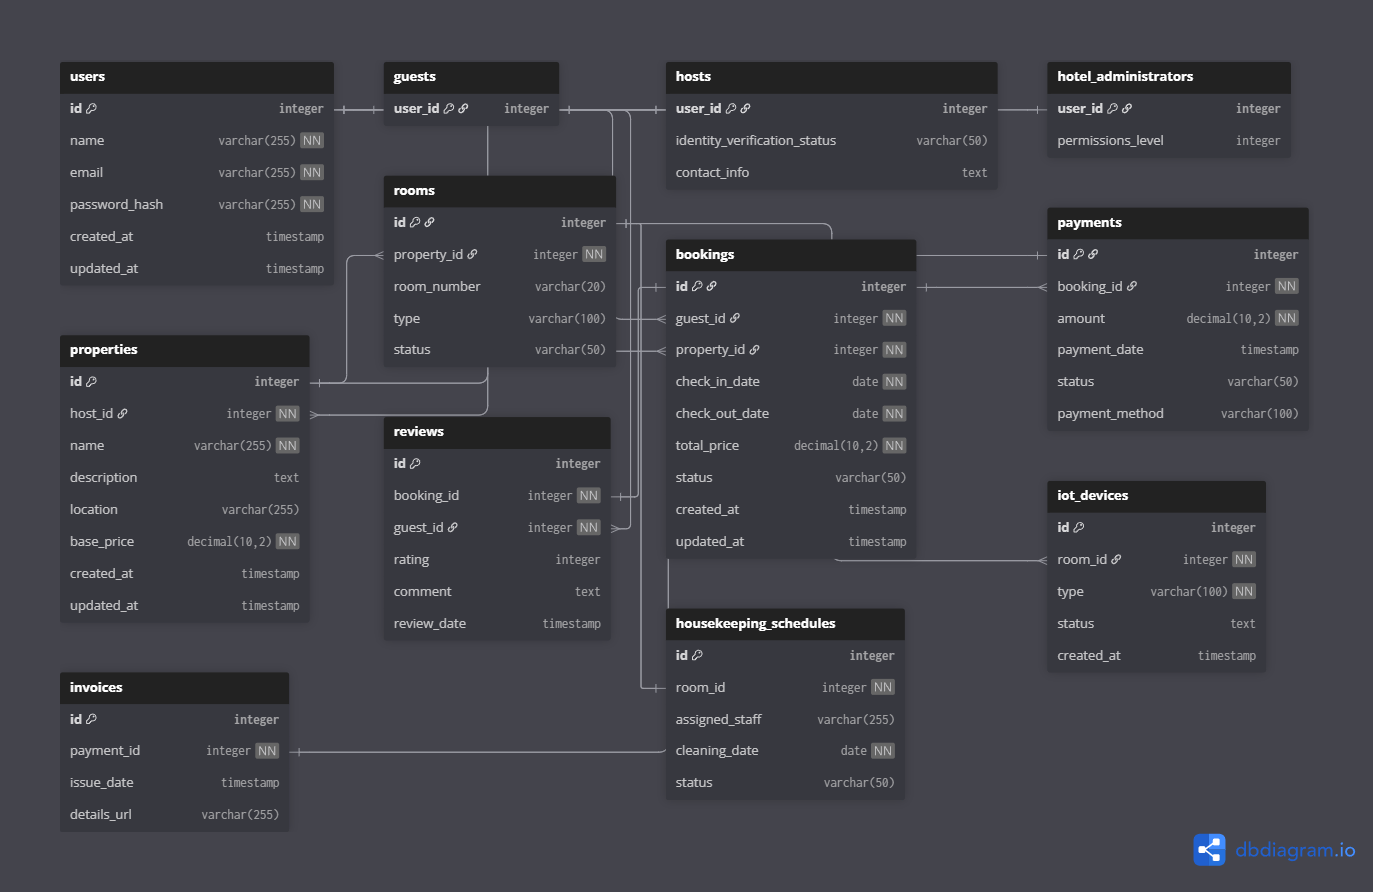 users
id integer
name varchar(255) NN
email varchar(255) NN
password_hash varchar(255) NN
created_at timestamp
updated_at timestamp
guests
user_id integer
hosts
user_id integer
identity_verification_status varchar(50)
contact_info text
hotel_administrators
user_id integer
permissions_level integer
rooms
id integer
property_id integer NN
room_number varchar(20)
type varchar(100)
status varchar(50)
bookings
id integer
guest_id integer NN
property_id integer NN
check_in_date date NN
check_out_date date NN
total_price decimal(10,2) NN
status varchar(50)
created_at timestamp
updated_at timestamp
payments
id integer
booking_id integer NN
amount decimal(10,2) NN
payment_date timestamp
status varchar(50)
payment_method varchar(100)
properties
id integer
host_id integer NN
name varchar(255) NN
description text
location varchar(255)
base_price decimal(10,2) NN
created_at timestamp
updated_at timestamp
reviews
id integer
booking_id integer NN
guest_id integer NN
rating integer
comment text
review_date timestamp
iot_devices
id integer
room_id integer NN
type varchar(100) NN
status text
created_at timestamp
housekeeping_schedules
id integer
room_id integer NN
assigned_staff varchar(255)
cleaning_date date NN
status varchar(50)
invoices
id integer
payment_id integer NN
issue_date timestamp
details_url varchar(255)
dbdiagram.io